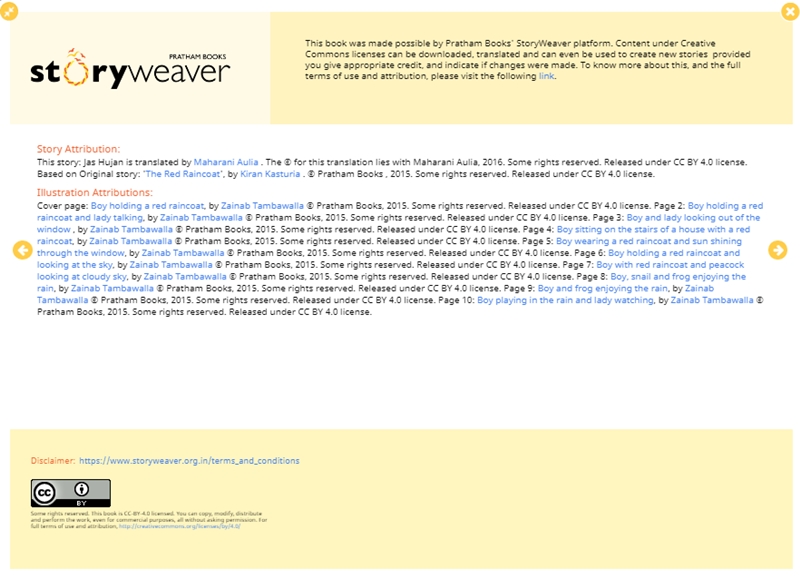 PRATHAM BOOKS
storyweaver
This book was made possible by Pratham Books' StoryWeaver platform. Content under Creative
Commons licenses can be downloaded, translated and can even be used to create new stories provided
you give appropriate credit, and indicate if changes were made. To know more about this, and the full
terms of use and attribution, please visit the following link.
Story Attribution:
This story: Jas Hujan is translated by Maharani Aulia . The © for this translation lies with Maharani Aulia, 2016. Some rights reserved. Released under CC BY 4.0 license.
Based on Original story: 'The Red Raincoat', by Kiran Kasturia . © Pratham Books , 2015. Some rights reserved. Released under CC BY 4.0 license.
Illustration Attributions:
Cover page: Boy holding a red raincoat, by Zainab Tambawalla © Pratham Books, 2015. Some rights reserved. Released under CC BY 4.0 license. Page 2: Boy holding a red
raincoat and lady talking, by Zainab Tambawalla © Pratham Books, 2015. Some rights reserved. Released under CC BY 4.0 license. Page 3: Boy and lady looking out of the
window , by Zainab Tambawalla © Pratham Books, 2015. Some rights reserved. Released under CC BY 4.0 license. Page 4: Boy sitting on the stairs of a house with a red
raincoat, by Zainab Tambawalla © Pratham Books, 2015. Some rights reserved. Released under CC BY 4.0 license. Page 5: Boy wearing a red raincoat and sun shining
through the window, by Zainab Tambawalla © Pratham Books, 2015. Some rights reserved. Released under CC BY 4.0 license. Page 6: Boy holding a red raincoat and
looking at the sky, by Zainab Tambawalla © Pratham Books, 2015. Some rights reserved. Released under CC BY 4.0 license. Page 7: Boy with red raincoat and peacock
looking at cloudy sky, by Zainab Tambawalla © Pratham Books, 2015. Some rights reserved. Released under CC BY 4.0 license. Page 8: Boy, snail and frog enjoying the
rain, by Zainab Tambawalla © Pratham Books, 2015. Some rights reserved. Released under CC BY 4.0 license. Page 9: Boy and frog enjoying the rain, by Zainab
Tambawalla © Pratham Books, 2015. Some rights reserved. Released under CC BY 4.0 license. Page 10: Boy playing in the rain and lady watching, by Zainab Tambawalla ©
Pratham Books, 2015. Some rights reserved. Released under CC BY 4.0 license.
Disclaimer: https://www.storyweaver.org.in/terms_and_conditions
cc BY
Some rights reserved. This book is CC-BY-4.0 licensed. You can copy, modify, distribute
and perform the work, even for commercial purposes, all without asking permission. For
full terms of use and attribution, http://creativecommons.org/licenses/by/4.0/